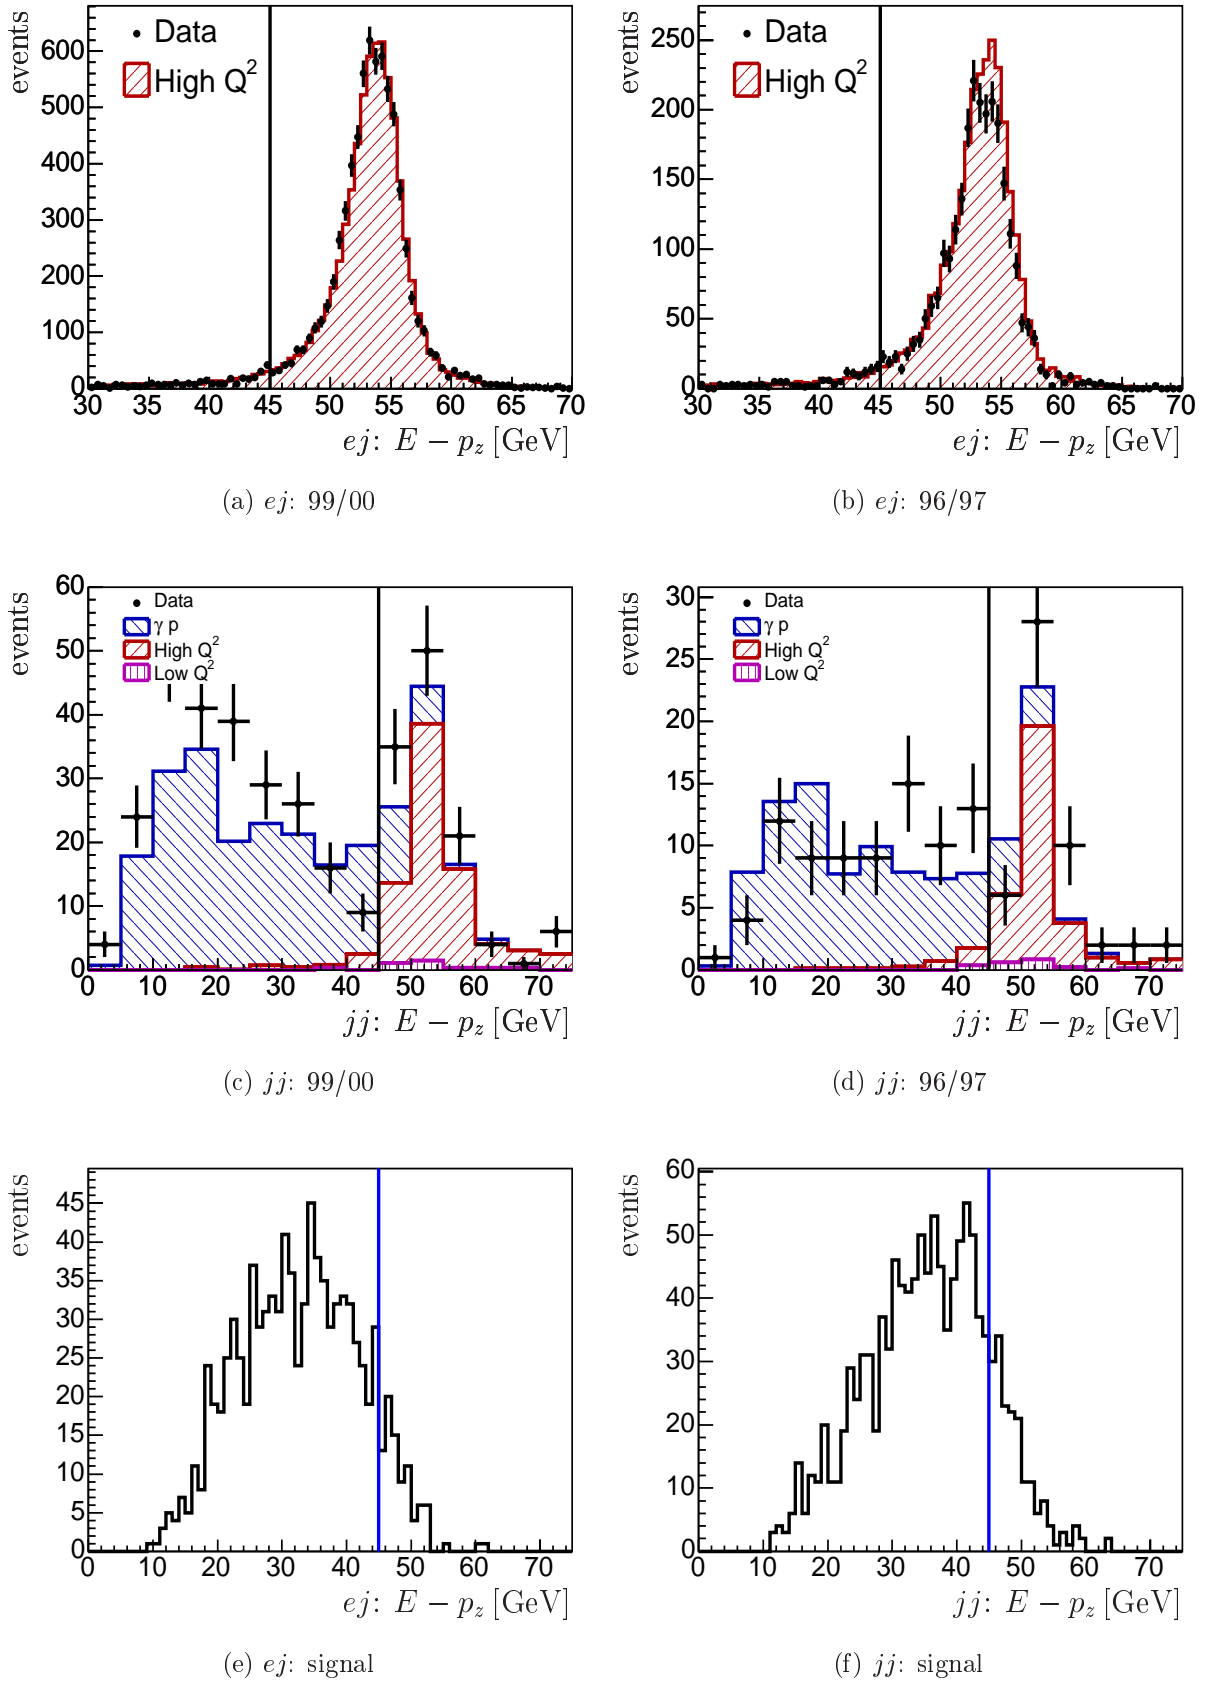 events
Data
High Q²
600
500
400
300
200
100
0
30 35 40 45 50 55 60 65 70
ej: E − p_z [GeV]
(a) ej: 99/00
events
Data
High Q²
250
200
150
100
50
0
30 35 40 45 50 55 60 65 70
ej: E − p_z [GeV]
(b) ej: 96/97
events
Data
γ p
High Q²
Low Q²
60
50
40
30
20
10
0
0 10 20 30 40 50 60 70
jj: E − p_z [GeV]
(c) jj: 99/00
events
Data
γ p
High Q²
Low Q²
30
25
20
15
10
5
0
0 10 20 30 40 50 60 70
jj: E − p_z [GeV]
(d) jj: 96/97
events
45
40
35
30
25
20
15
10
5
0
0 10 20 30 40 50 60 70
ej: E − p_z [GeV]
(e) ej: signal
events
60
50
40
30
20
10
0
0 10 20 30 40 50 60 70
jj: E − p_z [GeV]
(f) jj: signal